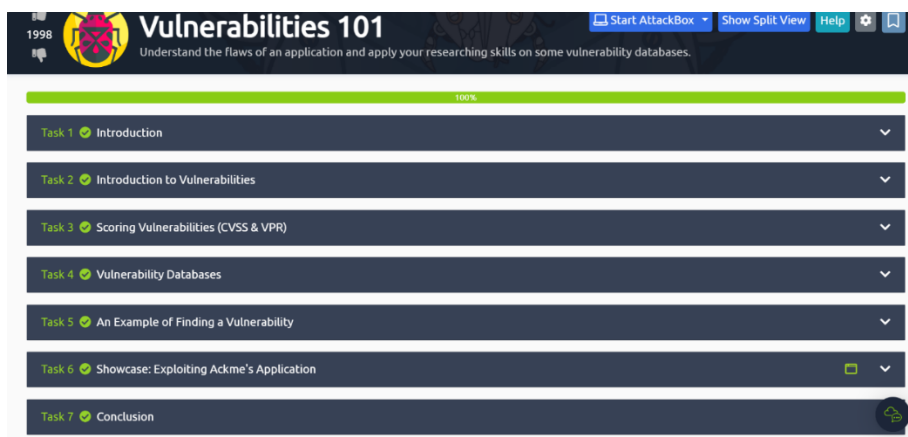 1998
Vulnerabilities 101
Start AttackBox
Show Split View
Help
Understand the flaws of an application and apply your researching skills on some vulnerability databases.
100%
Task 1 Introduction
Task 2 Introduction to Vulnerabilities
Task 3 Scoring Vulnerabilities (CVSS & VPR)
Task 4 Vulnerability Databases
Task 5 An Example of Finding a Vulnerability
Task 6 Showcase: Exploiting Ackme's Application
Task 7 Conclusion